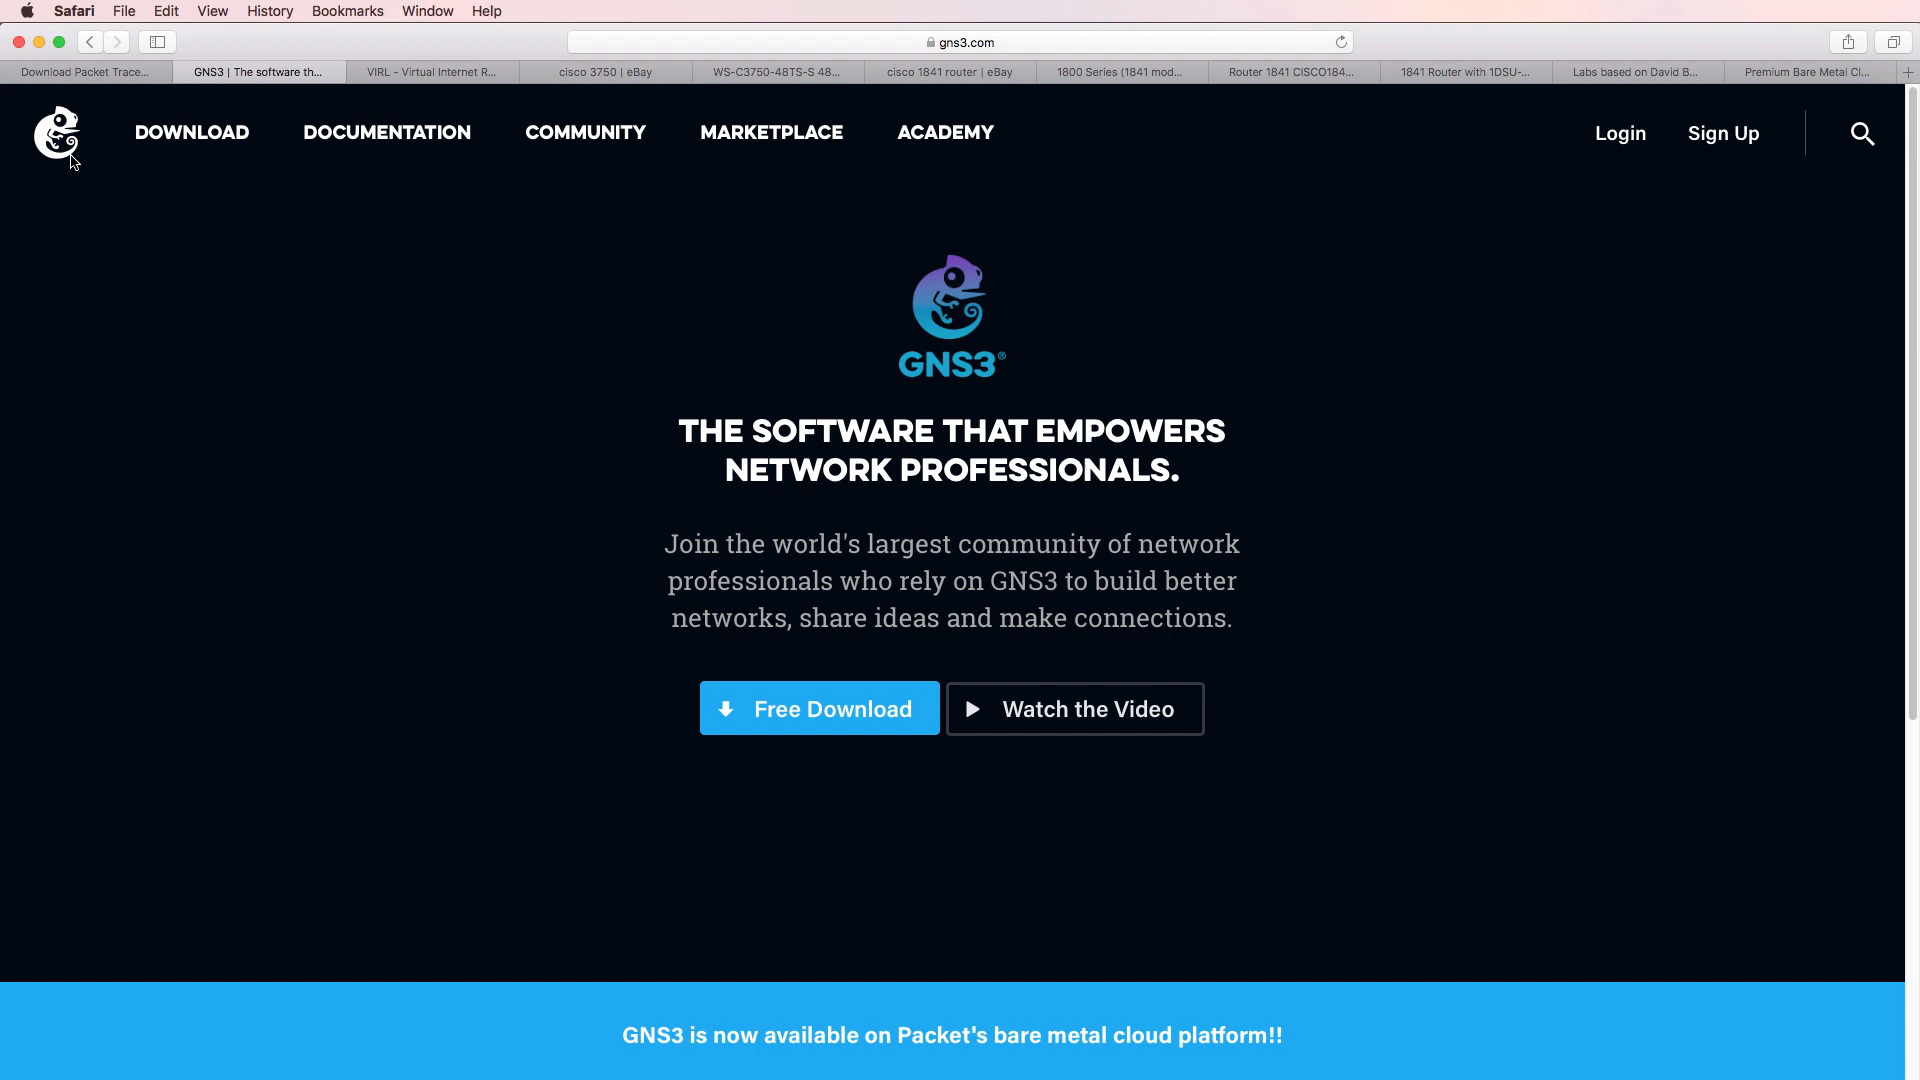 Safari File Edit View History Bookmarks Window Help
gns3.com
Download Packet Trace...
GNS3 | The software th...
VIRL - Virtual Internet R...
cisco 3750 | eBay
WS-C3750-48TS-S 48...
cisco 1841 router | eBay
1800 Series (1841 mod...
Router 1841 CISCO184...
1841 Router with 1DSU-...
Labs based on David B...
Premium Bare Metal Cl...
DOWNLOAD DOCUMENTATION COMMUNITY MARKETPLACE ACADEMY Login Sign Up
GNS3®
THE SOFTWARE THAT EMPOWERS
NETWORK PROFESSIONALS.
Join the world's largest community of network
professionals who rely on GNS3 to build better
networks, share ideas and make connections.
Free Download Watch the Video
GNS3 is now available on Packet's bare metal cloud platform!!